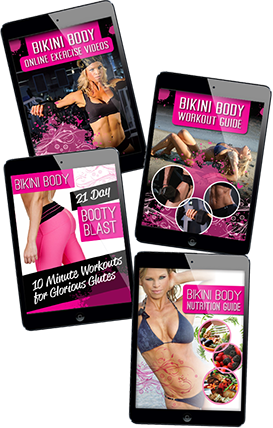 BIKINI BODY
ONLINE EXERCISE VIDEOS
BIKINI BODY
WORKOUT GUIDE
BIKINI BODY
21 Day
BOOTY
BLAST
10 Minute Workouts
for Glorious Glutes
BIKINI BODY
NUTRITION GUIDE